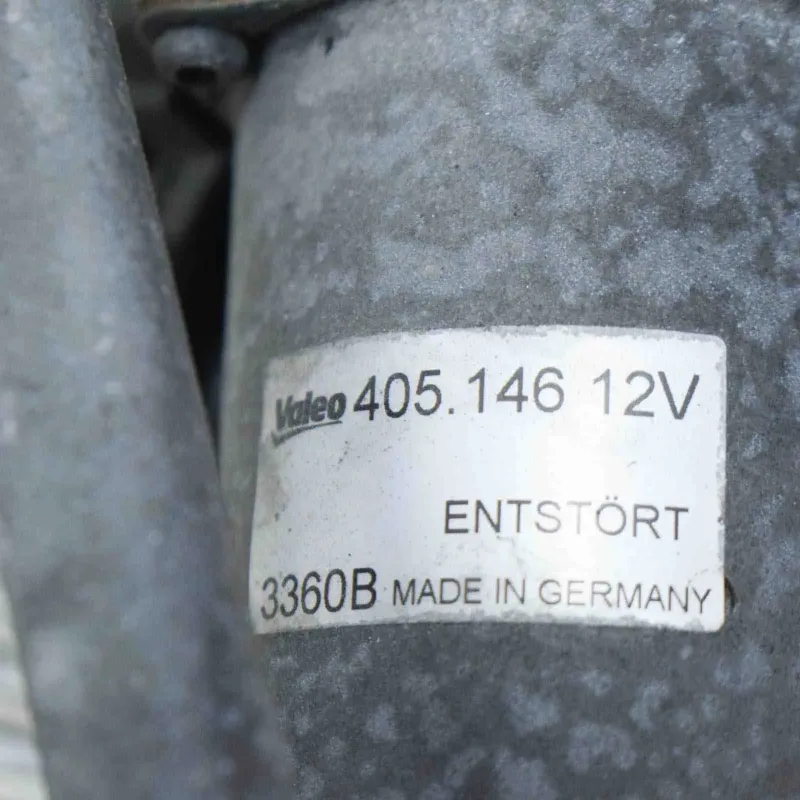 Valeo 405.146 12V
ENTSTÖRT
3360B MADE IN GERMANY